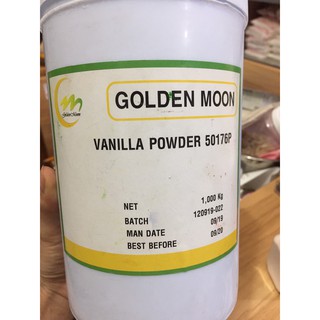 GOLDEN MOON
VANILLA POWDER 50176P
NET 1,000 Kg
BATCH 120919-022
MAN DATE 09/19
BEST BEFORE 09/20